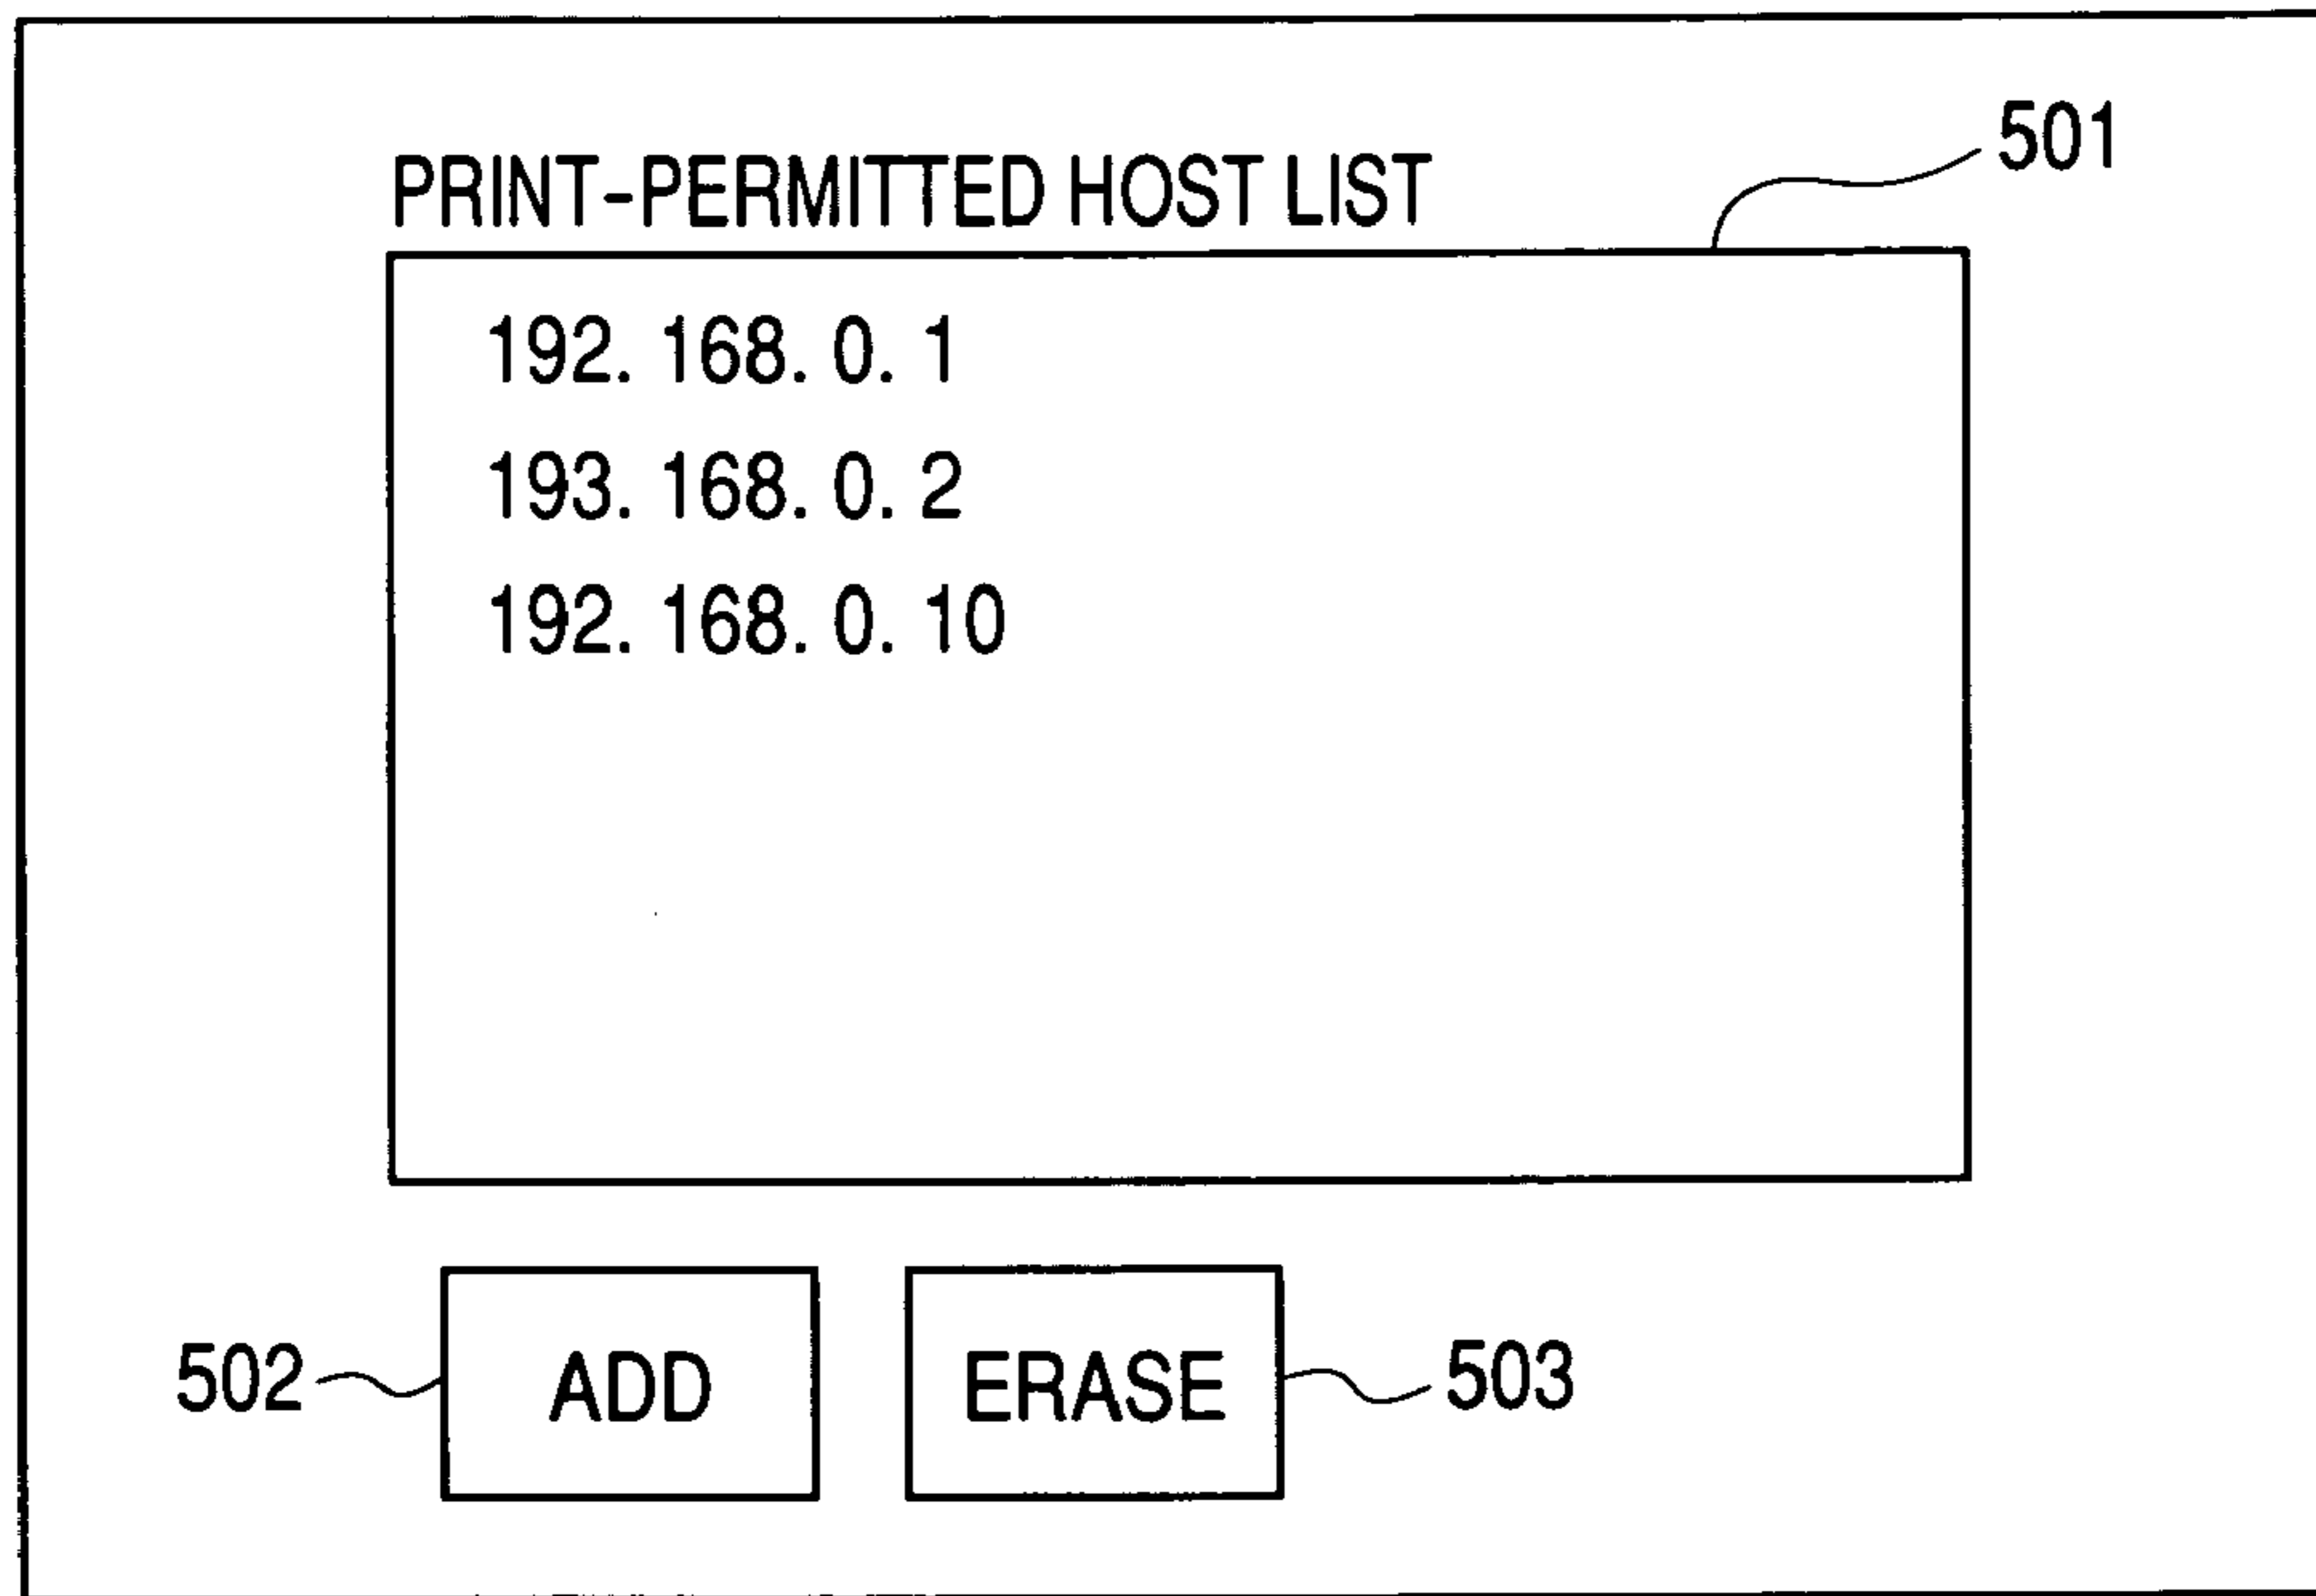 501
PRINT-PERMITTED HOST LIST
192. 168. 0. 1
193. 168. 0. 2
192. 168. 0. 10
502 ADD ERASE 503